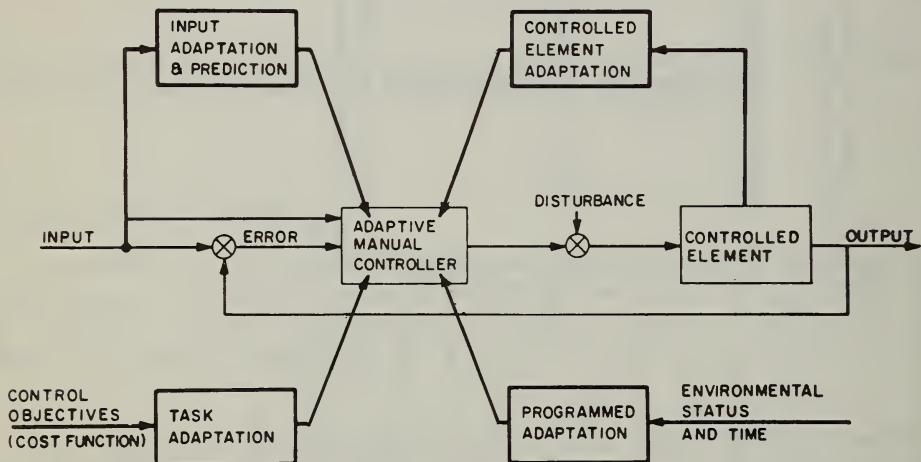 INPUT
ADAPTATION
& PREDICTION
CONTROLLED
ELEMENT
ADAPTATION
DISTURBANCE
INPUT
ERROR
ADAPTIVE
MANUAL
CONTROLLER
CONTROLLED
ELEMENT
OUTPUT
CONTROL
OBJECTIVES
(COST FUNCTION)
TASK
ADAPTATION
PROGRAMMED
ADAPTATION
ENVIRONMENTAL
STATUS
AND TIME